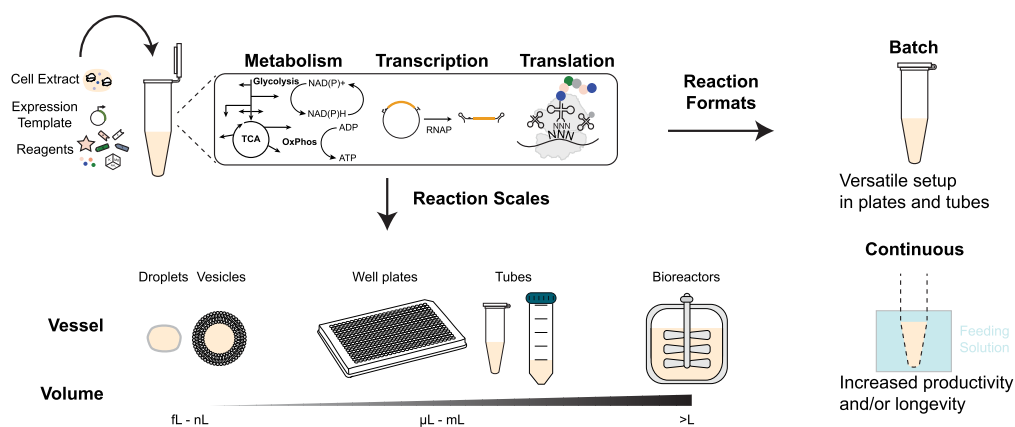 Cell Extract
Expression
Template
Reagents
Metabolism
Transcription
Translation
Glycolysis
NAD(P)+
NAD(P)H
TCA
OxPhos
ADP
ATP
RNAP
NNN
NNN
Reaction
Formats
Batch
Versatile setup
in plates and tubes
Reaction Scales
Continuous
Feeding
Solution
Increased productivity
and/or longevity
Droplets
Vesicles
Well plates
Tubes
Bioreactors
Vessel
Volume
fL - nL
µL - mL
>L